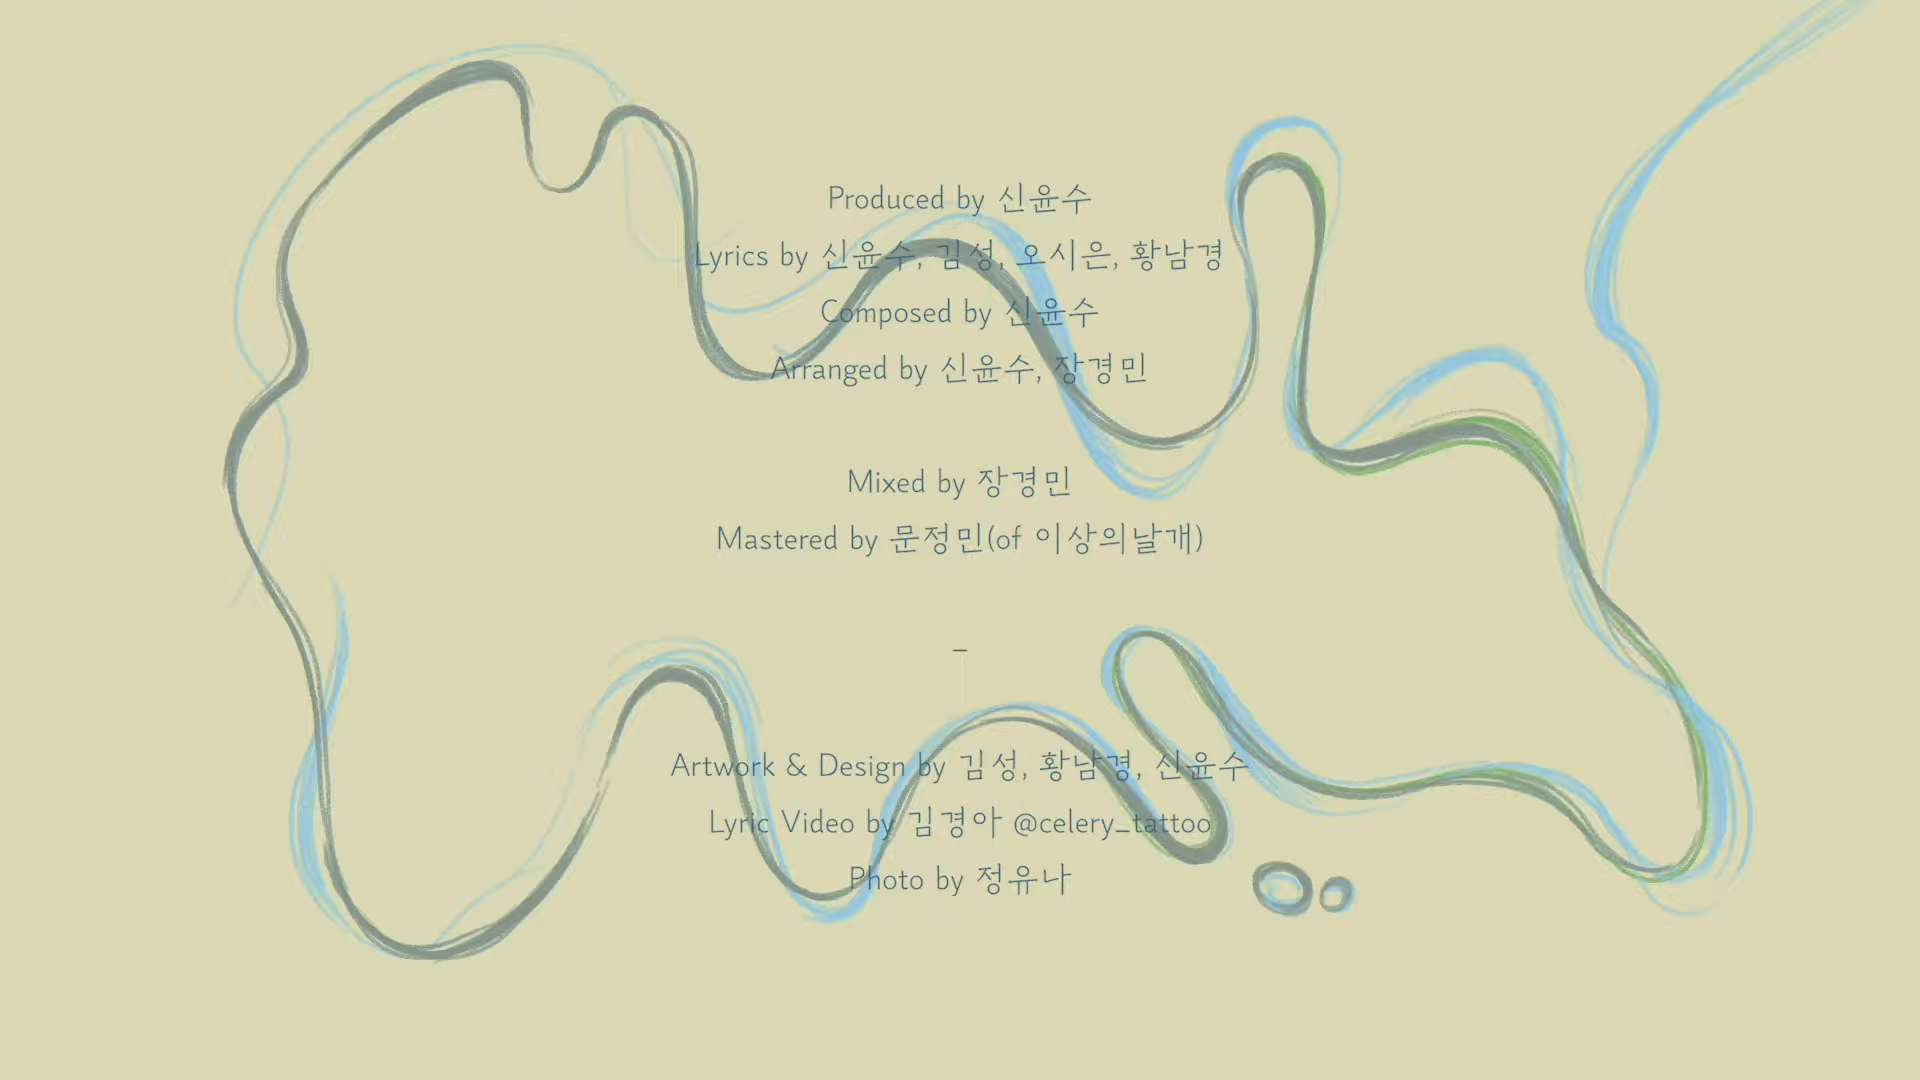 Produced by 신윤수
Lyrics by 신윤수, 김성, 오시은, 황남경
Composed by 신윤수
Arranged by 신윤수, 장경민
Mixed by 장경민
Mastered by 문정민(of 이상의날개)
–
Artwork & Design by 김성, 황남경, 신윤수
Lyric Video by 김경아 @celery_tattoo
Photo by 정유나